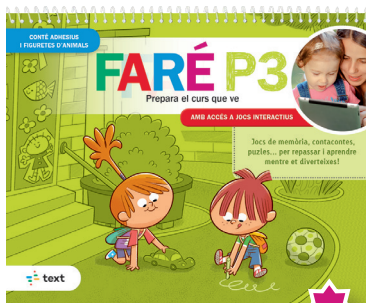 CONTÉ ADHESIUS
I FIGURETES D'ANIMALS
FARÉ P3
Prepara el curs que ve
AMB ACCÉS A JOCS INTERACTIUS
Jocs de memòria, contacontes,
puzles... per repassar i aprendre
mentre et diverteixes!
text